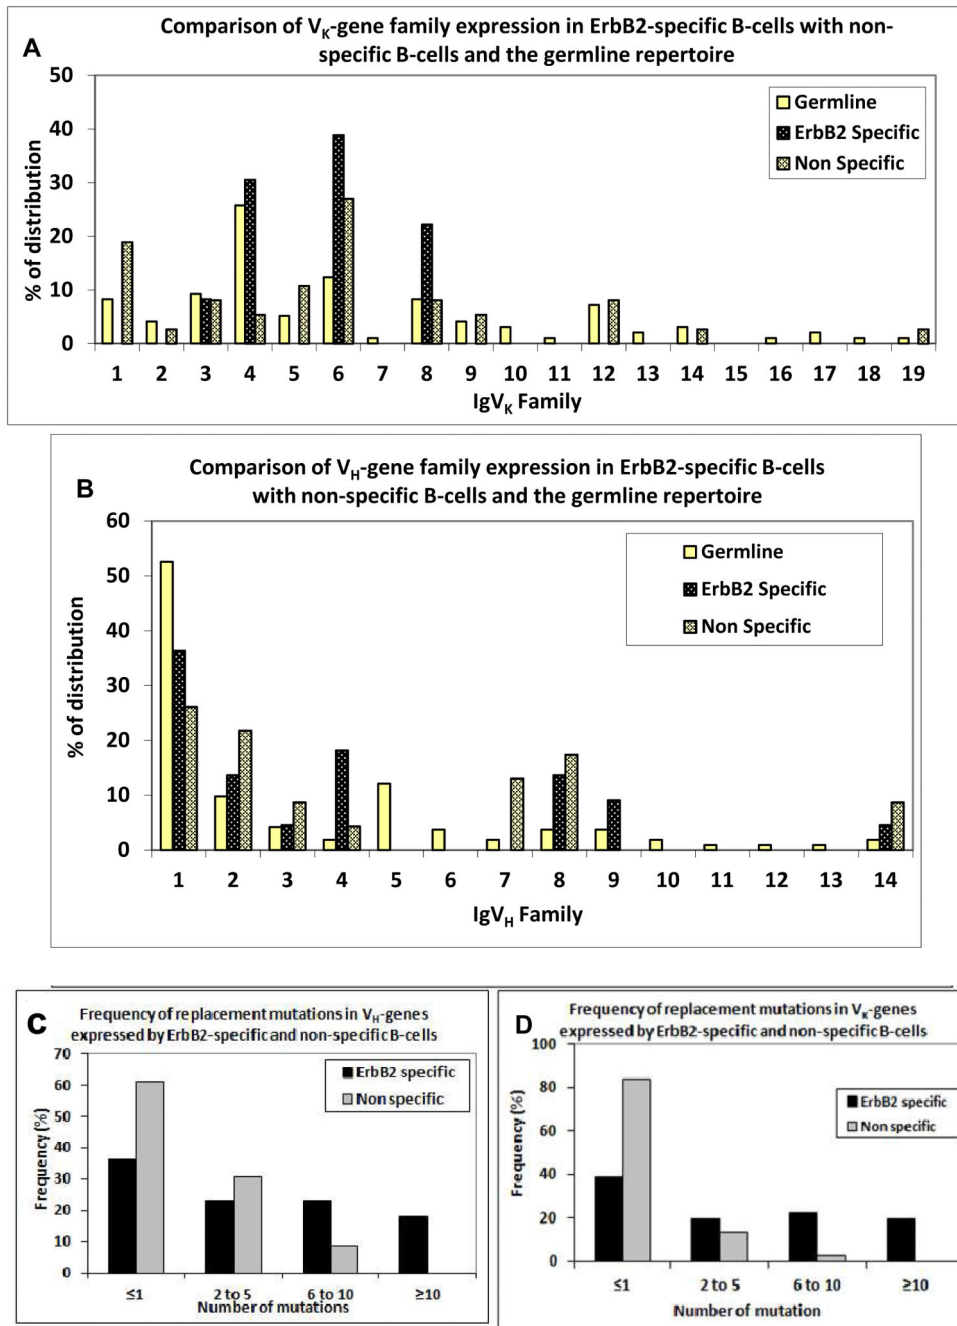 A
Comparison of VK-gene family expression in ErbB2-specific B-cells with non-
specific B-cells and the germline repertoire
50
40
30
20
10
0
% of distribution
Germline
ErbB2 Specific
Non Specific
1 2 3 4 5 6 7 8 9 10 11 12 13 14 15 16 17 18 19
IgVK Family
B
Comparison of VH-gene family expression in ErbB2-specific B-cells
with non-specific B-cells and the germline repertoire
60
50
40
30
20
10
0
% of distribution
Germline
ErbB2 Specific
Non Specific
1 2 3 4 5 6 7 8 9 10 11 12 13 14
IgVH Family
C
Frequency of replacement mutations in VH-genes
expressed by ErbB2-specific and non-specific B-cells
70
60
50
40
30
20
10
0
Frequency (%)
ErbB2 specific
Non specific
≤1 2 to 5 6 to 10 ≥10
Number of mutations
D
Frequency of replacement mutations in VK-genes
expressed by ErbB2-specific and non-specific B-cells
100
80
60
40
20
0
Frequency (%)
ErbB2 specific
Non specific
≤1 2 to 5 6 to 10 ≥10
Number of mutation